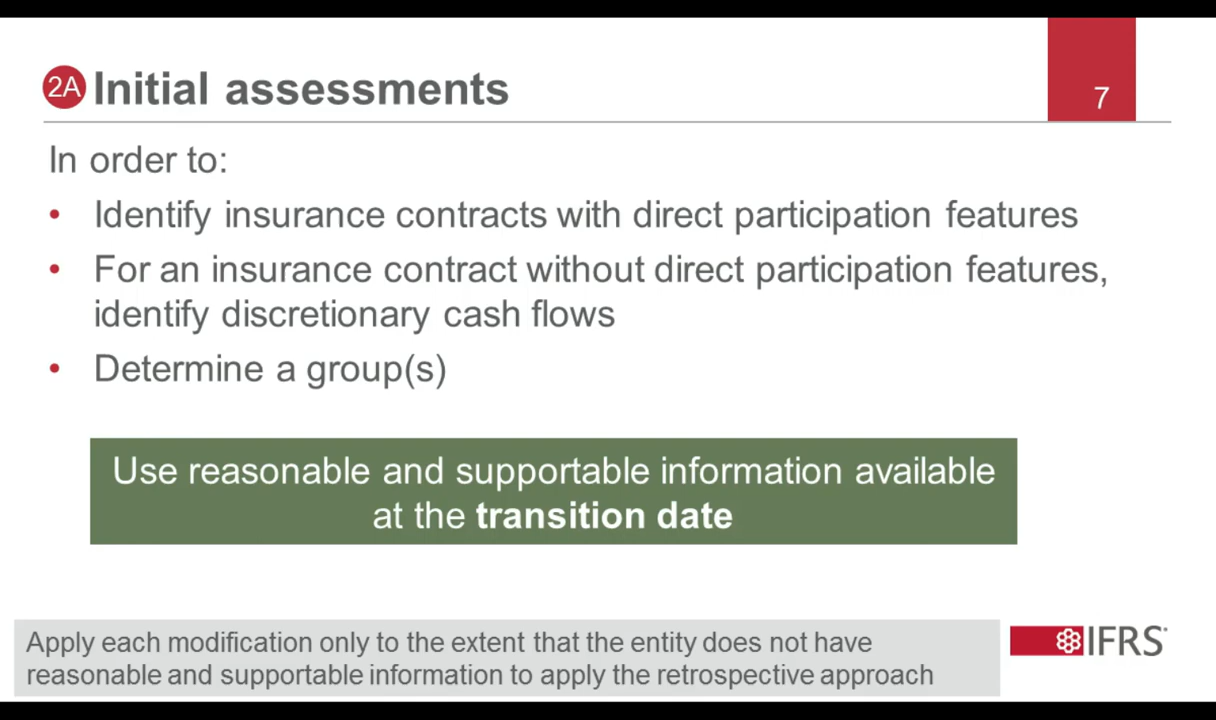 2A Initial assessments
7
In order to:
• Identify insurance contracts with direct participation features
• For an insurance contract without direct participation features,
identify discretionary cash flows
• Determine a group(s)
Use reasonable and supportable information available
at the transition date
Apply each modification only to the extent that the entity does not have
reasonable and supportable information to apply the retrospective approach
IFRS